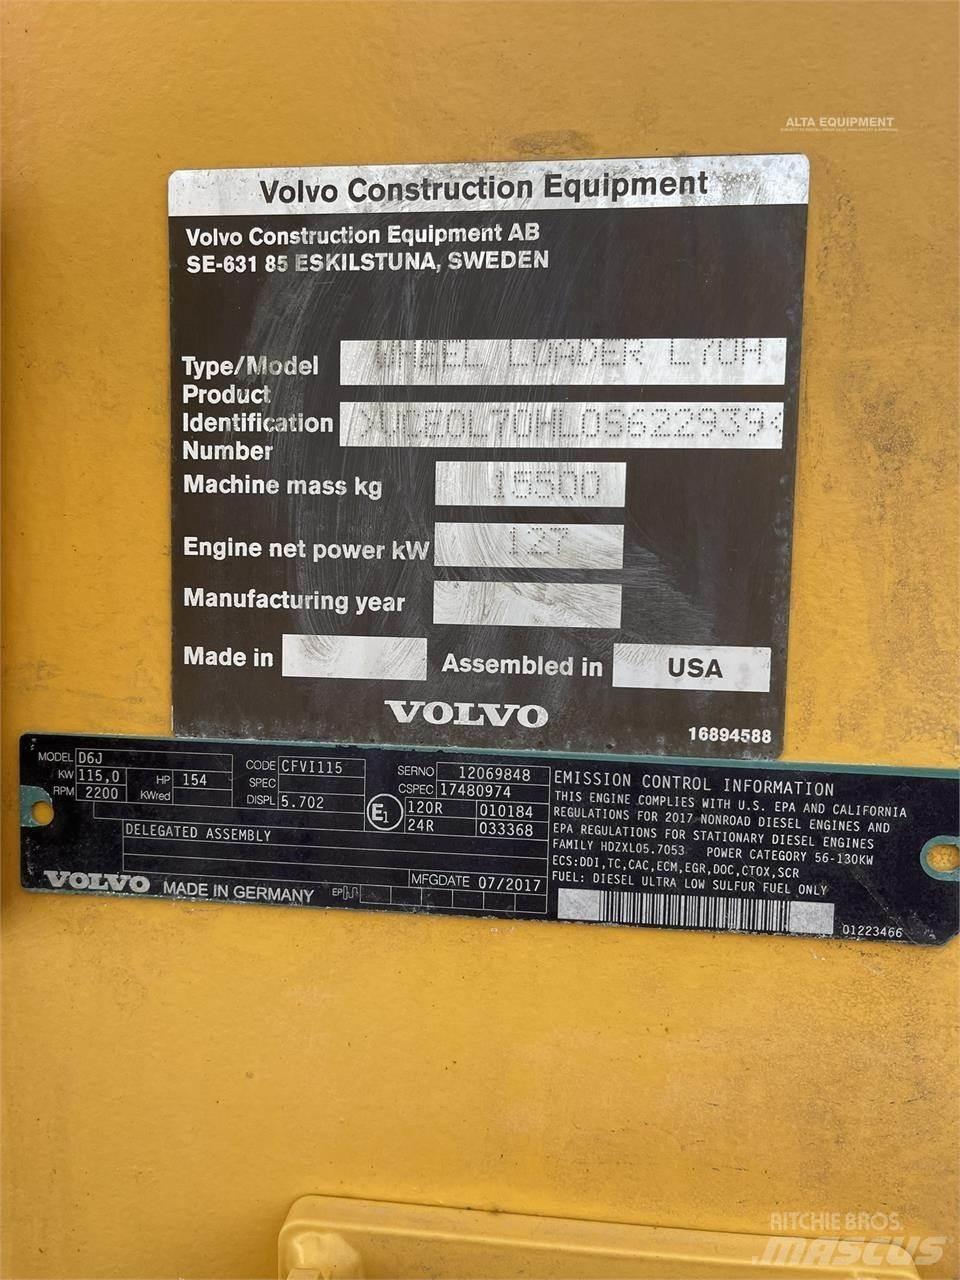 ALTA EQUIPMENT
Volvo Construction Equipment
Volvo Construction Equipment AB
SE-631 85 ESKILSTUNA, SWEDEN
Type/Model WHEEL LOADER L70H
Product
Identification VCE0L70HL0S622939
Number
Machine mass kg 15500
Engine net power kW 127
Manufacturing year
Made in Assembled in USA
VOLVO
16894588
MODEL D6J
KW 115,0 HP 154
RPM 2200 KWred
CODE CFVI115
SPEC
DISPL 5.702
SERNO 12069848
CSPEC 17480974
E1 120R 010184
24R 033368
DELEGATED ASSEMBLY
MFGDATE 07/2017
VOLVO MADE IN GERMANY EP
EMISSION CONTROL INFORMATION
THIS ENGINE COMPLIES WITH U.S. EPA AND CALIFORNIA
REGULATIONS FOR 2017 NONROAD DIESEL ENGINES AND
EPA REGULATIONS FOR STATIONARY DIESEL ENGINES
FAMILY HDZXL05.7053 POWER CATEGORY 56-130KW
ECS:DDI,TC,CAC,ECM,EGR,DOC,CTOX,SCR
FUEL: DIESEL ULTRA LOW SULFUR FUEL ONLY
01223466
RITCHIE BROS.
MASCUS